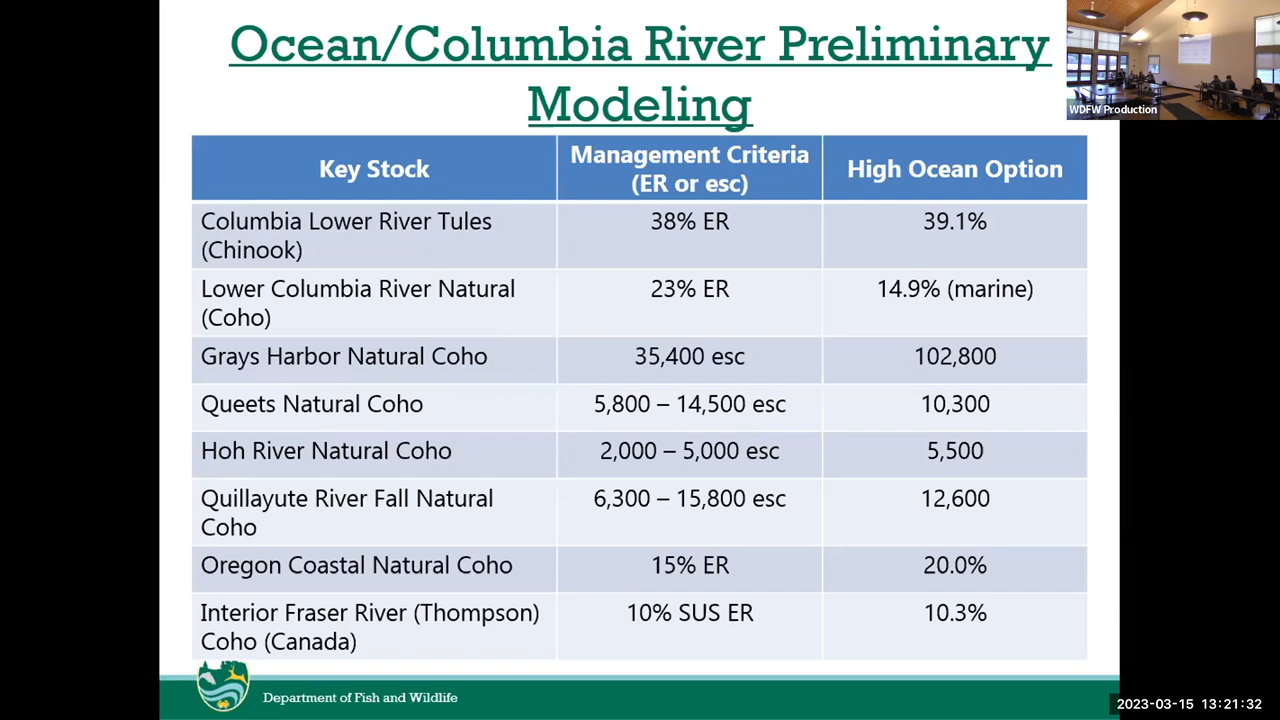 Ocean/Columbia River Preliminary
Modeling
WDFW Production
Key Stock
Management Criteria
(ER or esc)
High Ocean Option
Columbia Lower River Tules
(Chinook)
38% ER
39.1%
Lower Columbia River Natural
(Coho)
23% ER
14.9% (marine)
Grays Harbor Natural Coho
35,400 esc
102,800
Queets Natural Coho
5,800 – 14,500 esc
10,300
Hoh River Natural Coho
2,000 – 5,000 esc
5,500
Quillayute River Fall Natural
Coho
6,300 – 15,800 esc
12,600
Oregon Coastal Natural Coho
15% ER
20.0%
Interior Fraser River (Thompson)
Coho (Canada)
10% SUS ER
10.3%
Department of Fish and Wildlife
2023-03-15 13:21:32